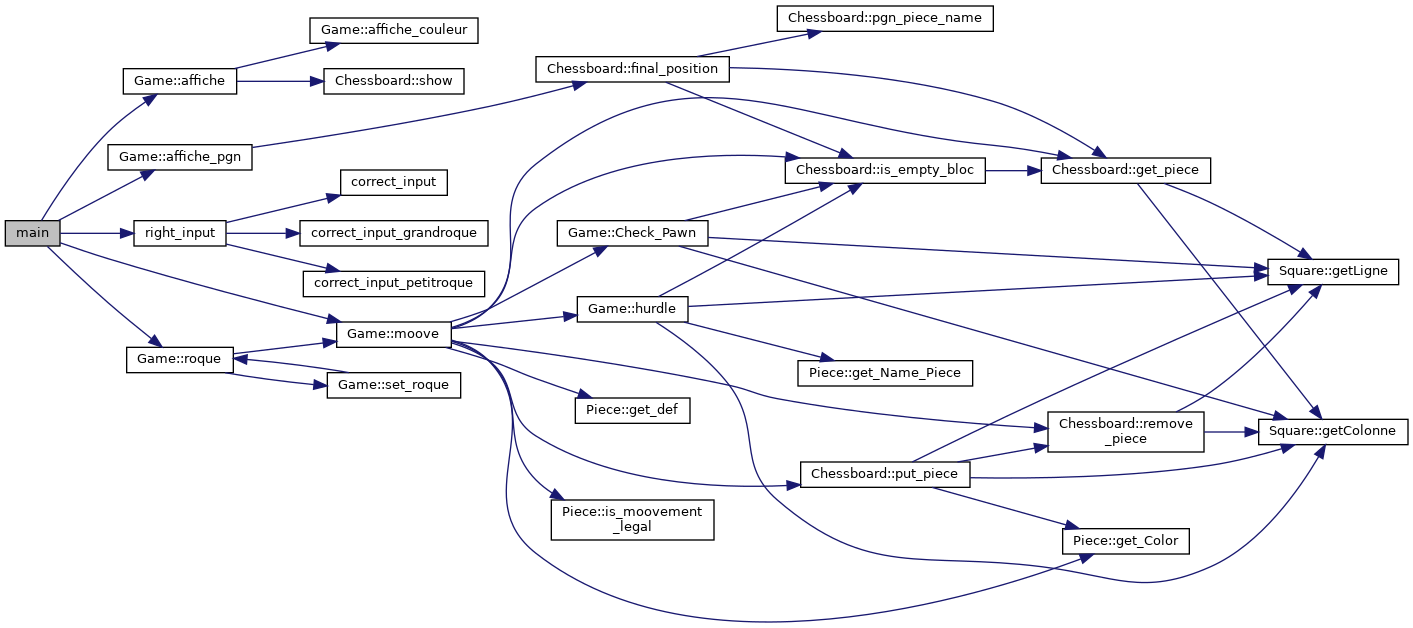 Chessboard::pgn_piece_name
Game::affiche_couleur
Chessboard::final_position
Game::affiche
Chessboard::show
Game::affiche_pgn
Chessboard::is_empty_bloc
Chessboard::get_piece
correct_input
main
right_input
correct_input_grandroque
Game::Check_Pawn
Square::getLigne
correct_input_petitroque
Game::hurdle
Game::moove
Game::roque
Piece::get_Name_Piece
Game::set_roque
Piece::get_def
Chessboard::remove
_piece
Square::getColonne
Chessboard::put_piece
Piece::is_moovement
_legal
Piece::get_Color